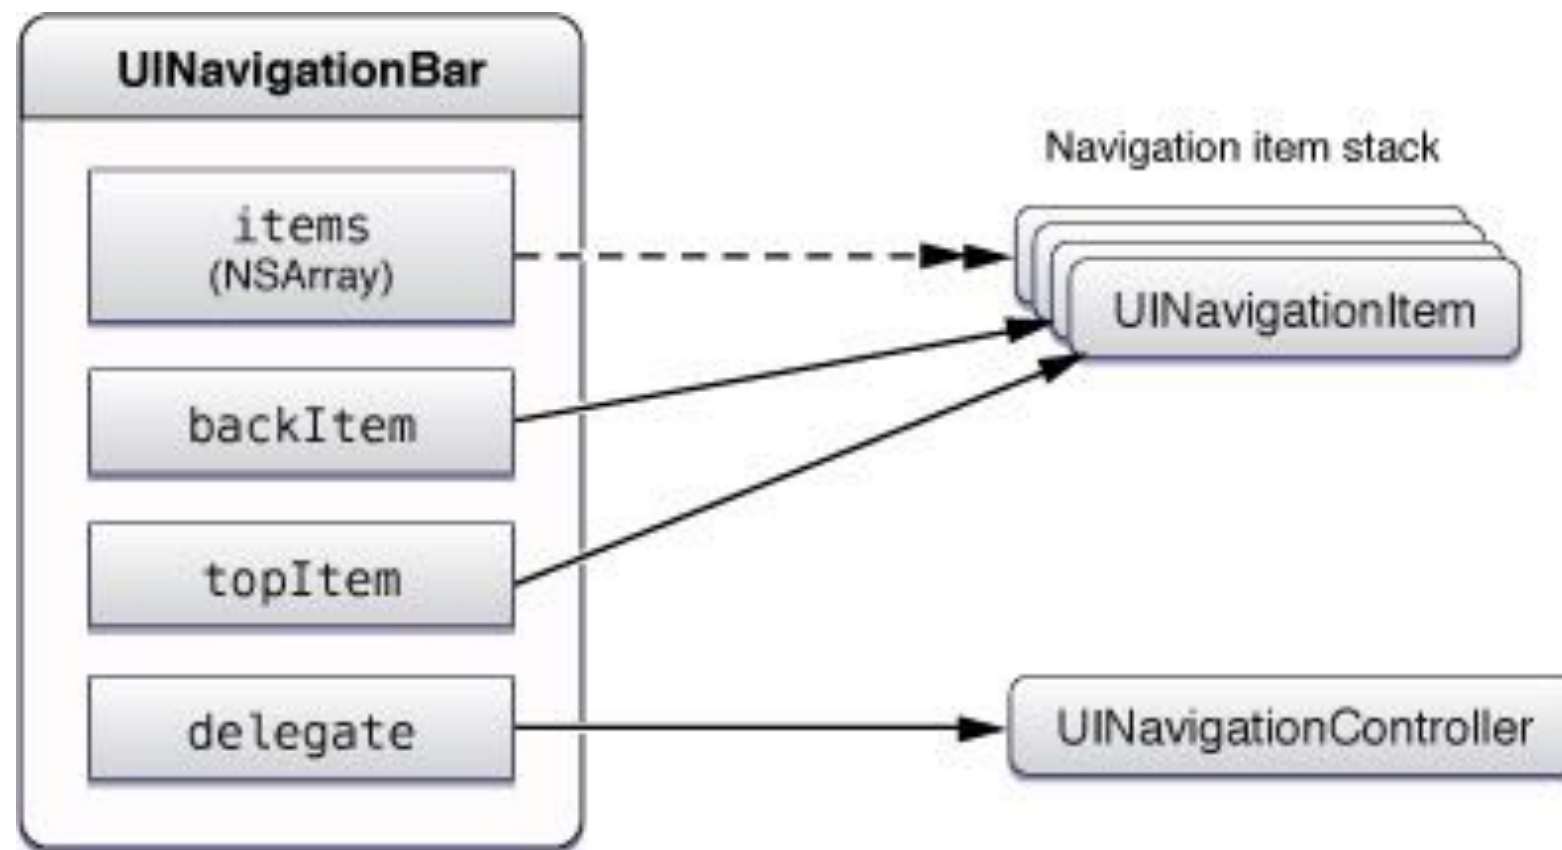 UINavigationBar
items
(NSArray)
backItem
topItem
delegate
Navigation item stack
UINavigationItem
UINavigationController